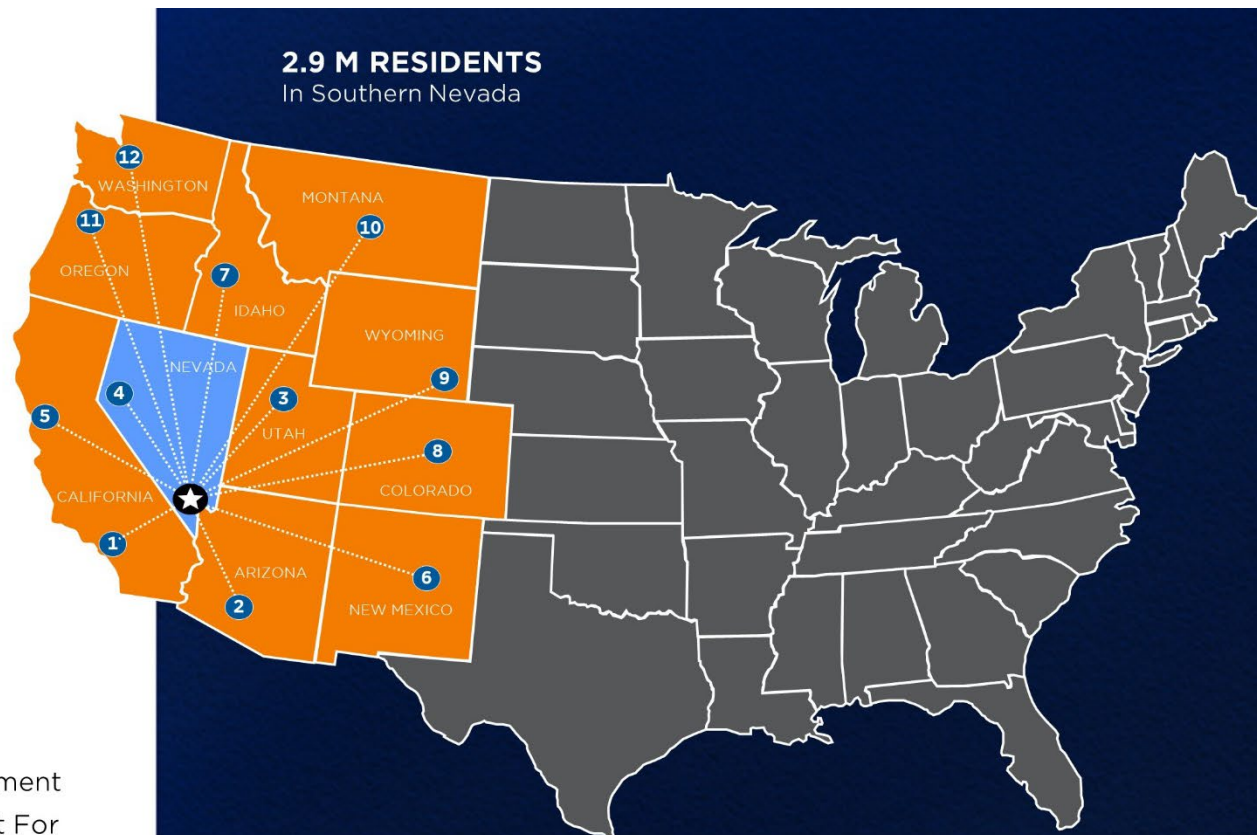 2.9 M RESIDENTS
In Southern Nevada
12
WASHINGTON
MONTANA
11
10
OREGON
7
IDAHO
WYOMING
NEVADA
9
4
3
5
UTAH
8
COLORADO
CALIFORNIA
1*
ARIZONA
6
2
NEW MEXICO
ment
t For